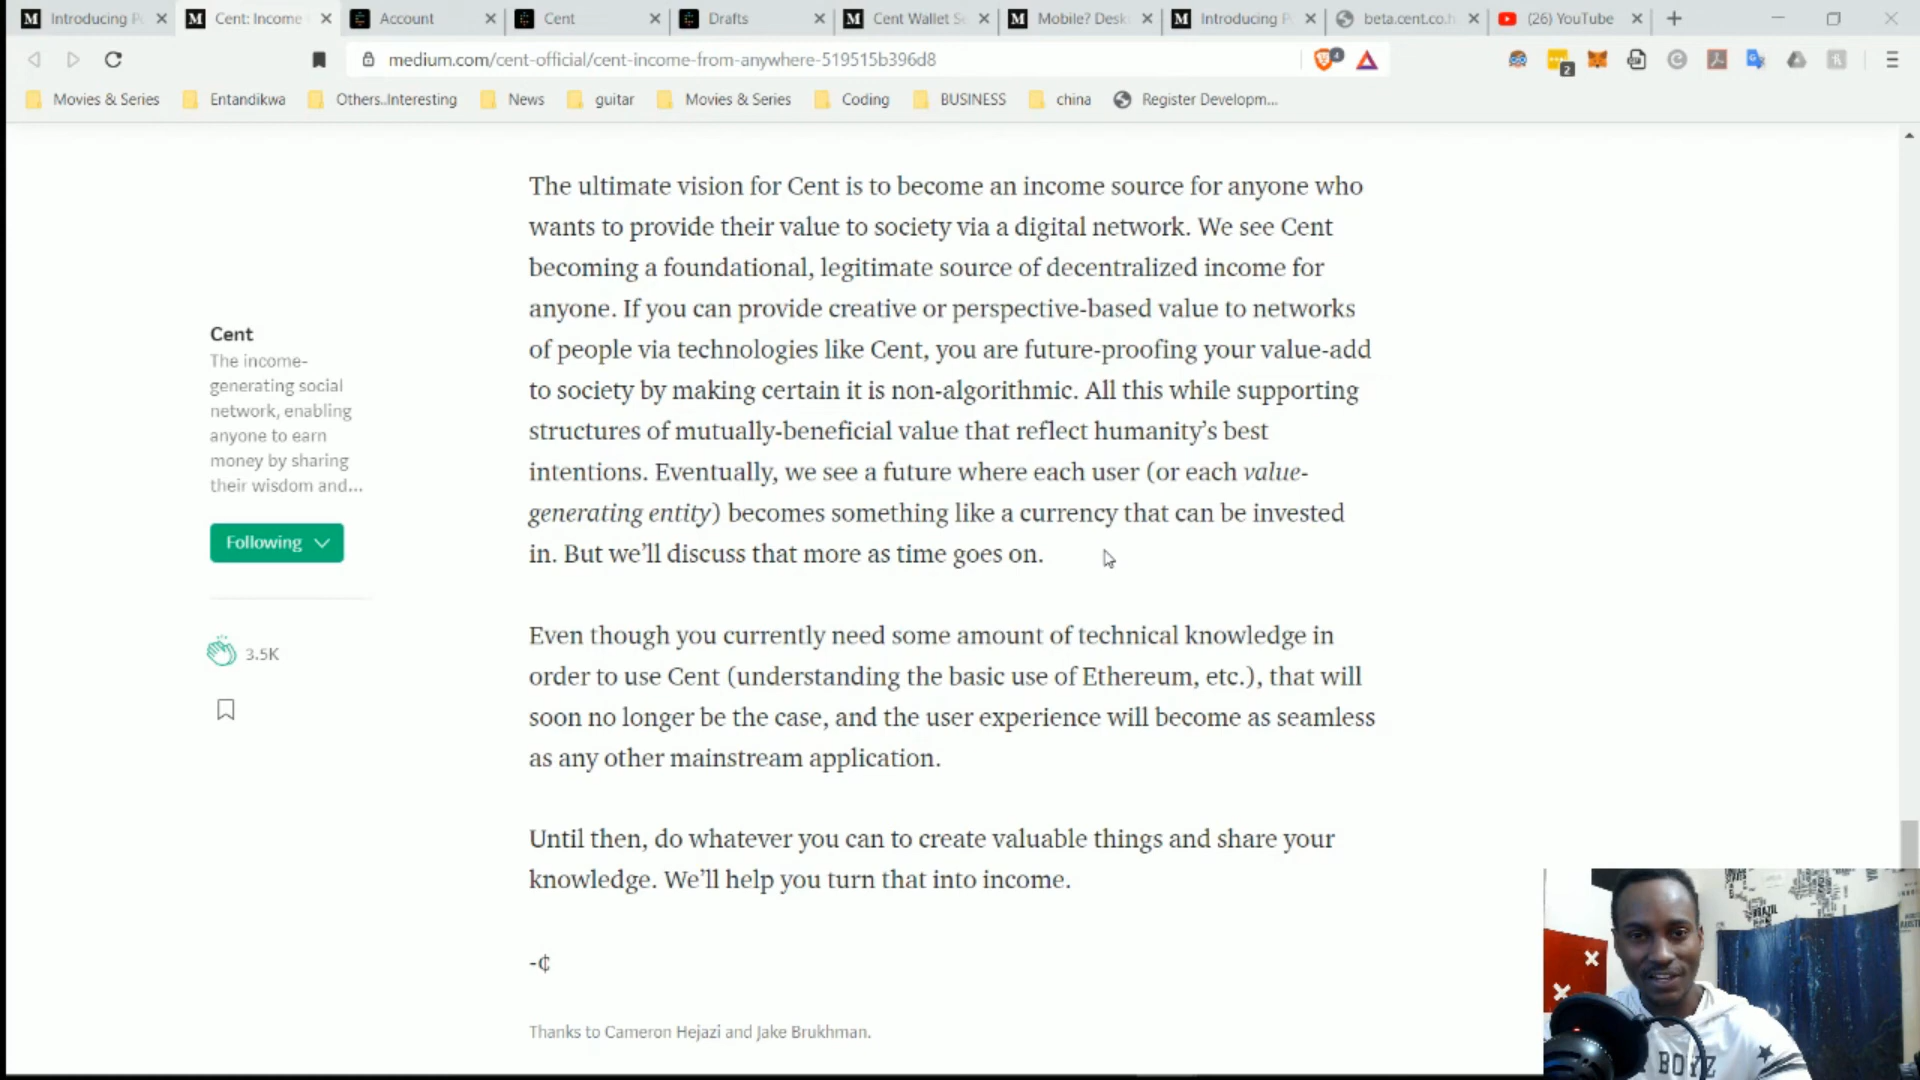 Introducing P
Cent: Income
Account
Cent
Drafts
Cent Wallet S
Mobile? Desk
Introducing P
beta.cent.co
(26) YouTube
medium.com/cent-official/cent-income-from-anywhere-519515b396d8
4
2
Movies & Series
Entandikwa
Others..Interesting
News
guitar
Movies & Series
Coding
BUSINESS
china
Register Developm...
The ultimate vision for Cent is to become an income source for anyone who
wants to provide their value to society via a digital network. We see Cent
becoming a foundational, legitimate source of decentralized income for
anyone. If you can provide creative or perspective-based value to networks
of people via technologies like Cent, you are future-proofing your value-add
to society by making certain it is non-algorithmic. All this while supporting
structures of mutually-beneficial value that reflect humanity’s best
intentions. Eventually, we see a future where each user (or each value-
generating entity) becomes something like a currency that can be invested
in. But we’ll discuss that more as time goes on.
Even though you currently need some amount of technical knowledge in
order to use Cent (understanding the basic use of Ethereum, etc.), that will
soon no longer be the case, and the user experience will become as seamless
as any other mainstream application.
Until then, do whatever you can to create valuable things and share your
knowledge. We’ll help you turn that into income.
-¢
Thanks to Cameron Hejazi and Jake Brukhman.
Cent
The income-
generating social
network, enabling
anyone to earn
money by sharing
their wisdom and...
Following
3.5K
BRAZIL
BOYZ